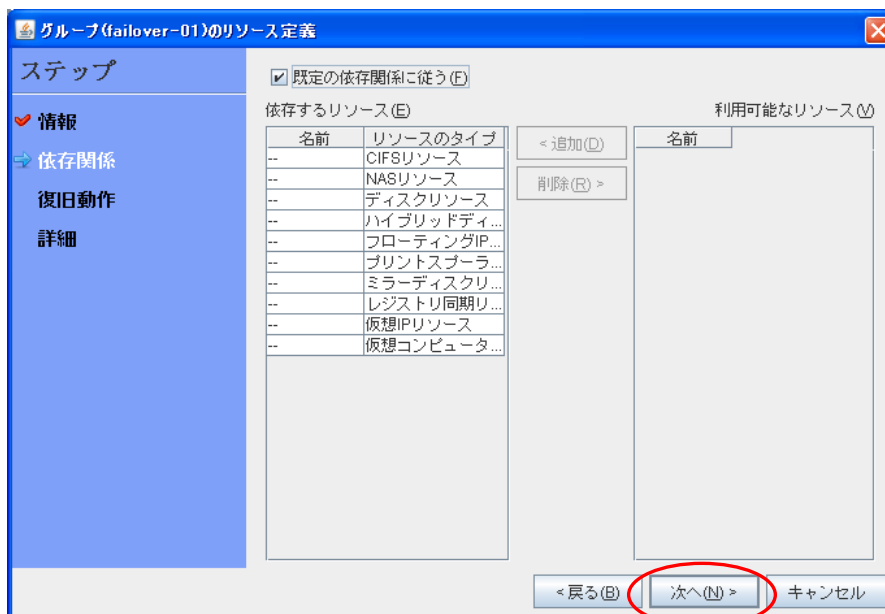 グループ(failover-01)のリソース定義
ステップ
情報
依存関係
復旧動作
詳細
既定の依存関係に従う(F)
依存するリソース(E)
利用可能なリソース(V)
名前 リソースのタイプ
-- CIFSリソース
-- NASリソース
-- ディスクリソース
-- ハイブリッドディ...
-- フローティングIP...
-- プリントスプーラ...
-- ミラーディスクリ...
-- レジストリ同期リ...
-- 仮想IPリソース
-- 仮想コンピュータ...
< 追加(D)
削除(R) >
名前
< 戻る(B)
次へ(N) >
キャンセル